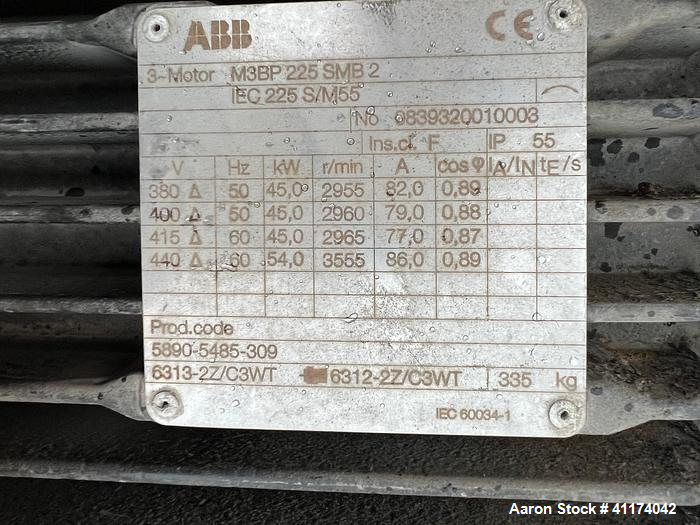 ABB CE
3~Motor M3BP 225 SMB 2
IEC 225 S/M55
No 9839320010003
Ins.cl. F IP 55
V Hz kW r/min A cos φ IA/IN tE/s
380 Δ 50 45,0 2955 82,0 0,89
400 Δ 50 45,0 2960 79,0 0,88
415 Δ 60 45,0 2965 77,0 0,87
440 Δ 60 54,0 3555 86,0 0,89
Prod.code
5890-5485-309
6313-2Z/C3WT 6312-2Z/C3WT 335 kg
IEC 60034-1
Aaron Stock # 41174042